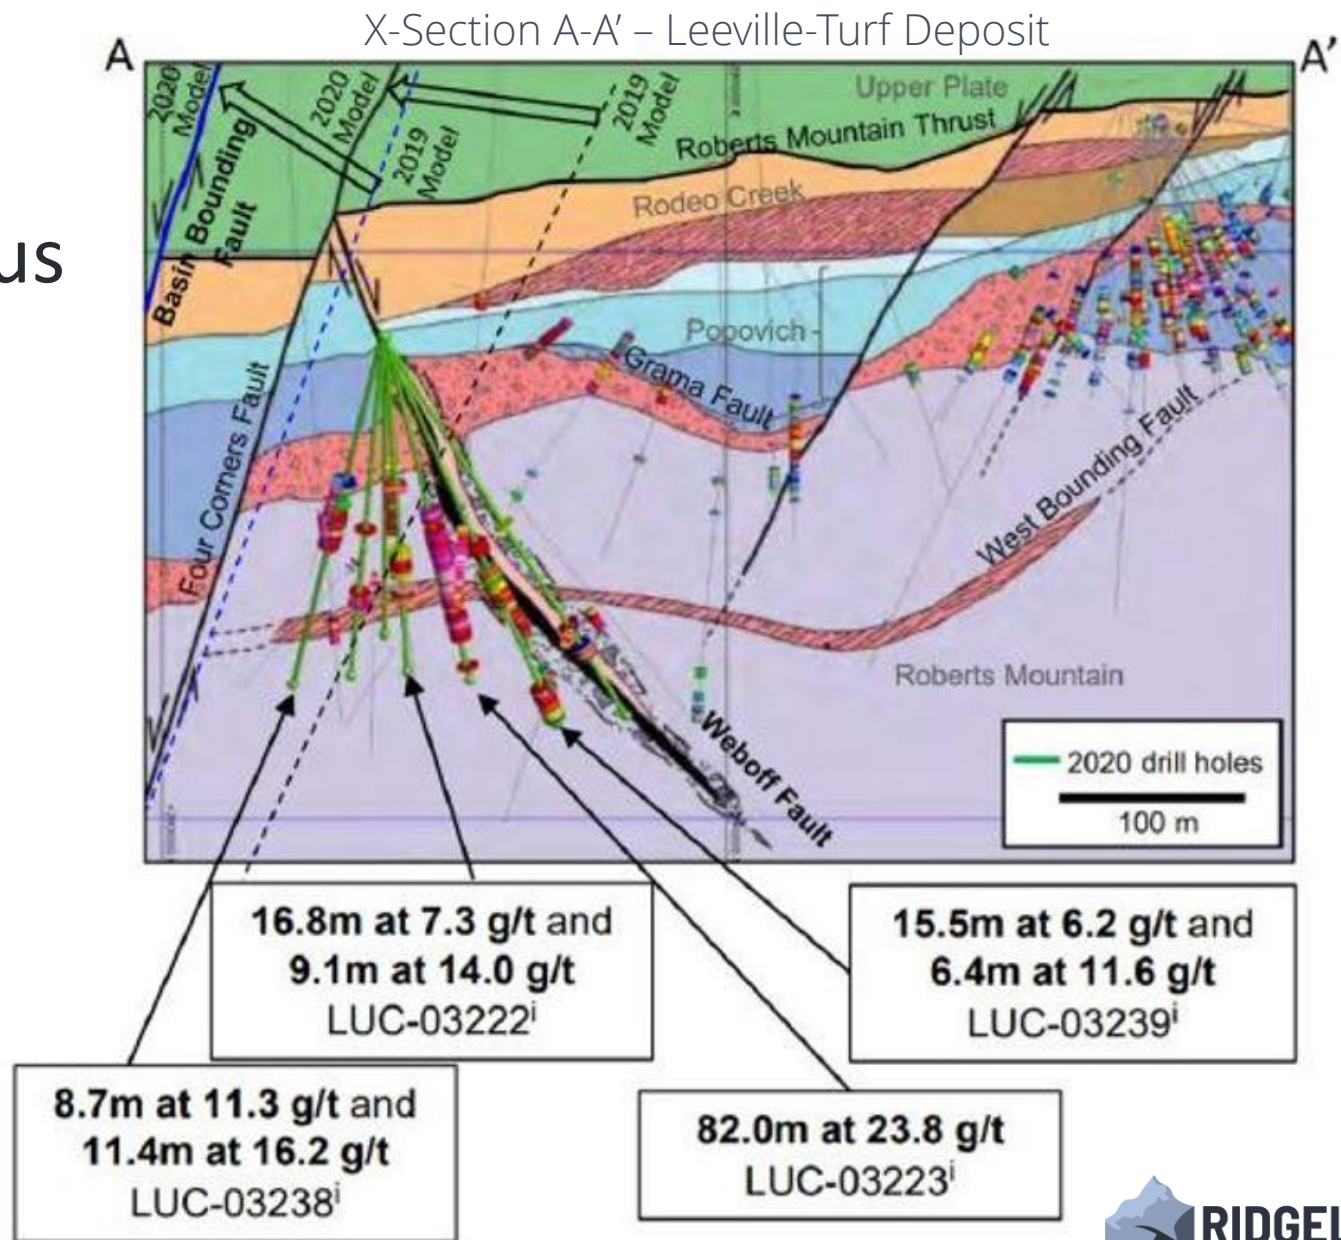 X-Section A-A’ – Leeville-Turf Deposit
A
A’
us
2020
Model
2020
Model
2019
Model
2019
Model
Upper Plate
Roberts Mountain Thrust
Rodeo Creek
Basin Bounding
Fault
Popovich
Grama Fault
Four Corners Fault
West Bounding Fault
Roberts Mountain
Weboff Fault
2020 drill holes
100 m
16.8m at 7.3 g/t and
9.1m at 14.0 g/t
LUC-03222ⁱ
15.5m at 6.2 g/t and
6.4m at 11.6 g/t
LUC-03239ⁱ
8.7m at 11.3 g/t and
11.4m at 16.2 g/t
LUC-03238ⁱ
82.0m at 23.8 g/t
LUC-03223ⁱ
RIDGEL